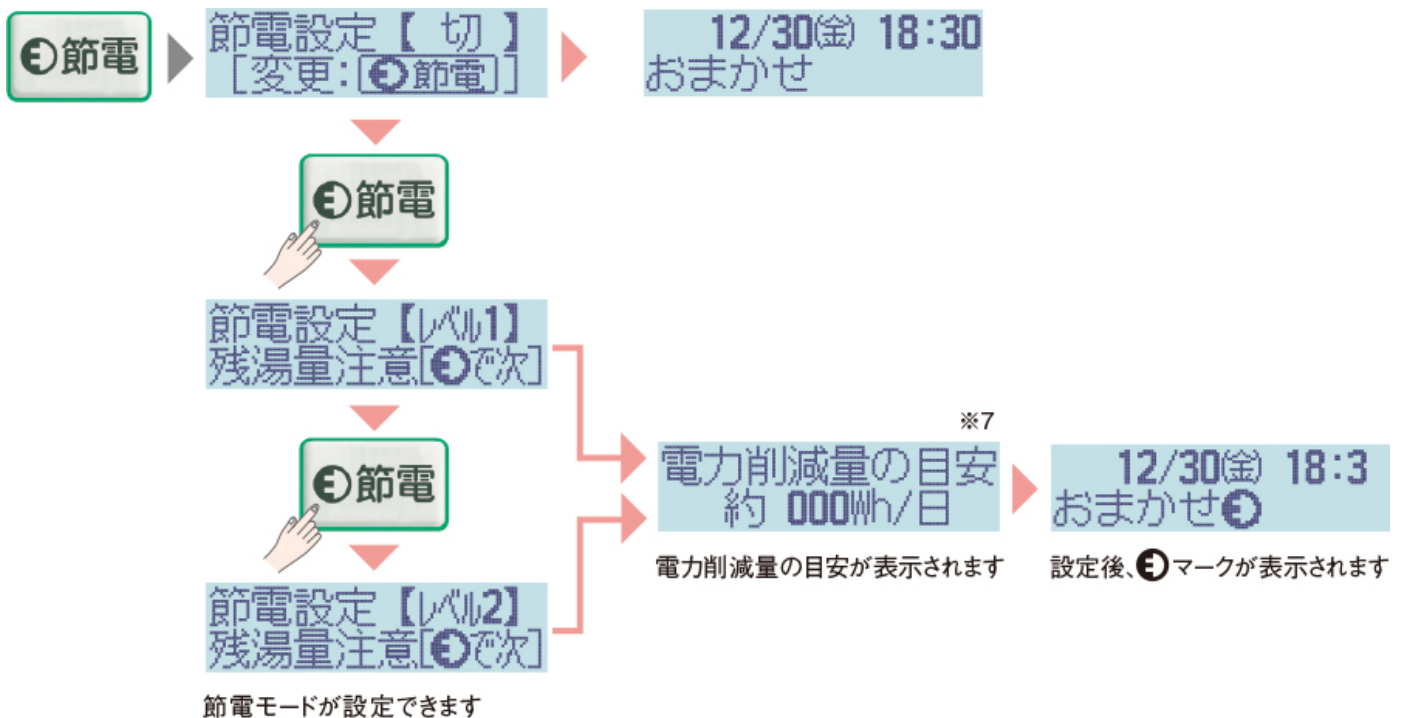 節電
節電設定【 切 】
[変更:節電]
12/30㈮ 18:30
おまかせ
節電
節電設定【レベル1】
残湯量注意[で次]
節電
節電設定【レベル2】
残湯量注意[で次]
節電モードが設定できます
※7
電力削減量の目安
約 000Wh/日
電力削減量の目安が表示されます
12/30㈮ 18:3
おまかせ
設定後、マークが表示されます